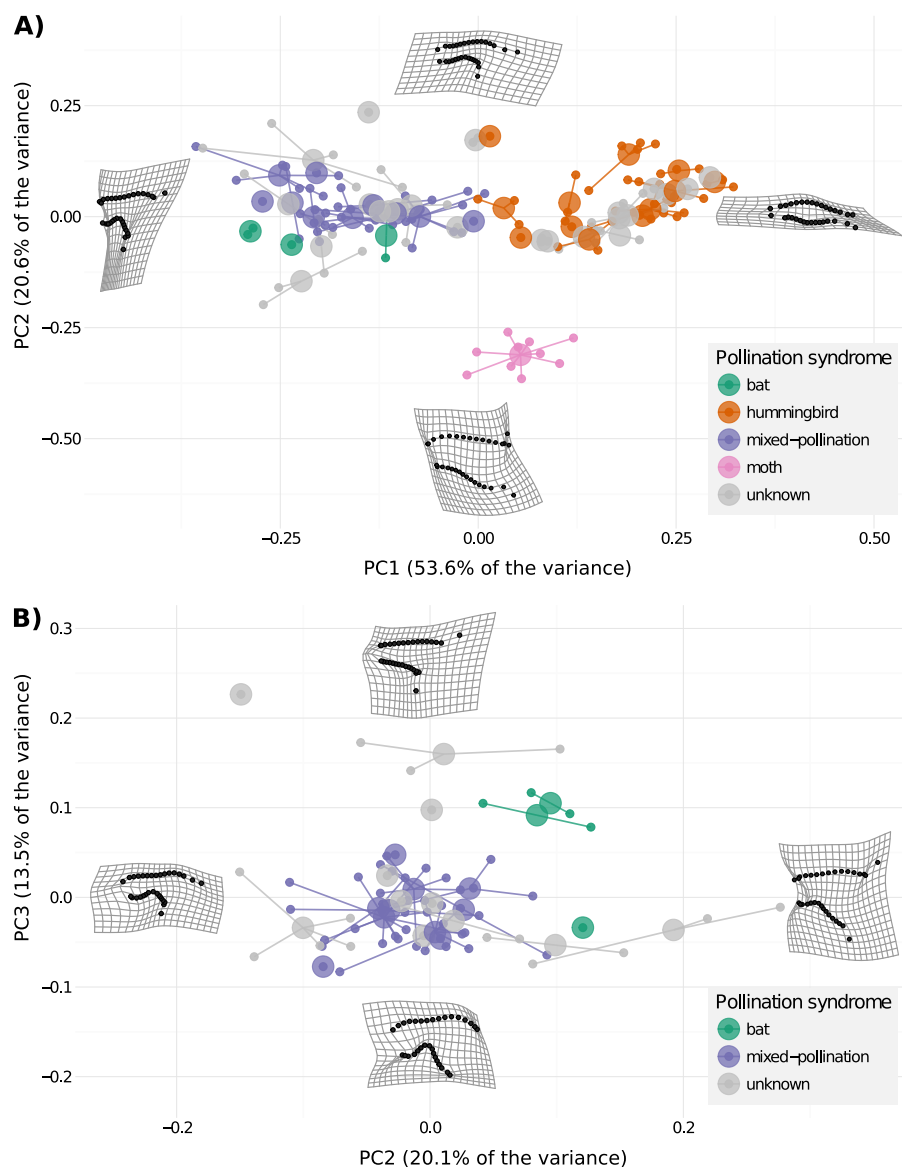 A)
PC2 (20.6% of the variance)
0.25
0.00
−0.25
−0.50
−0.25
0.00
0.25
0.50
PC1 (53.6% of the variance)
Pollination syndrome
bat
hummingbird
mixed-pollination
moth
unknown
B)
PC3 (13.5% of the variance)
0.3
0.2
0.1
0.0
−0.1
−0.2
−0.2
0.0
0.2
PC2 (20.1% of the variance)
Pollination syndrome
bat
mixed-pollination
unknown